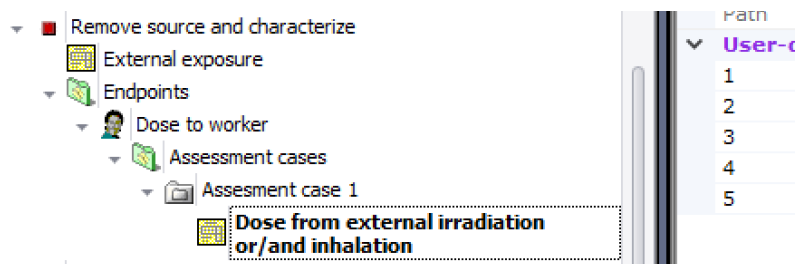 Remove source and characterize
External exposure
Endpoints
Dose to worker
Assessment cases
Assesment case 1
Dose from external irradiation
or/and inhalation
Path
1
2
3
4
5